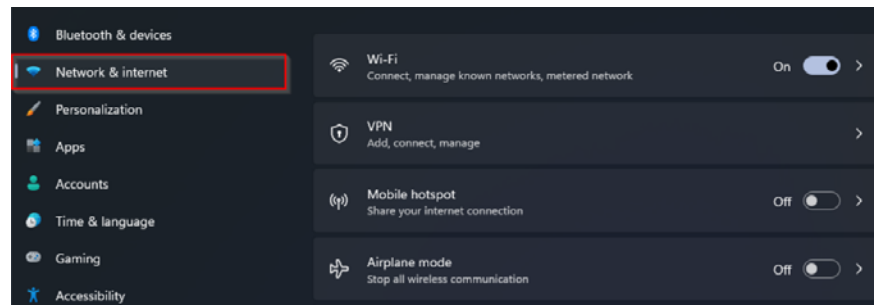 Bluetooth & devices
Network & internet
Personalization
Apps
Accounts
Time & language
Gaming
Accessibility
Wi-Fi
Connect, manage known networks, metered network
On
VPN
Add, connect, manage
Mobile hotspot
Share your internet connection
Off
Airplane mode
Stop all wireless communication
Off